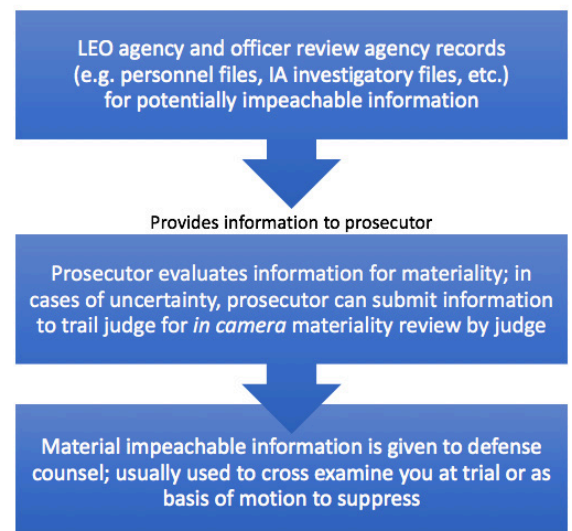 LEO agency and officer review agency records
(e.g. personnel files, IA investigatory files, etc.)
for potentially impeachable information
Provides information to prosecutor
Prosecutor evaluates information for materiality; in
cases of uncertainty, prosecutor can submit information
to trail judge for in camera materiality review by judge
Material impeachable information is given to defense
counsel; usually used to cross examine you at trial or as
basis of motion to suppress